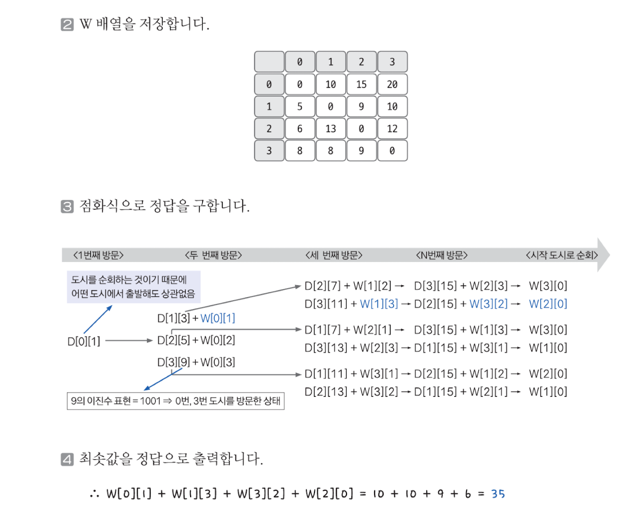 2 W 배열을 저장합니다.
0 1 2 3
0 0 10 15 20
1 5 0 9 10
2 6 13 0 12
3 8 8 9 0
3 점화식으로 정답을 구합니다.
<1번째 방문> <두 번째 방문> <세 번째 방문> <N번째 방문> <시작 도시로 순회>
도시를 순회하는 것이기 때문에
어떤 도시에서 출발해도 상관없음
D[0][1]
D[1][3] + W[0][1]
D[2][5] + W[0][2]
D[3][9] + W[0][3]
D[2][7] + W[1][2] → D[3][15] + W[2][3] → W[3][0]
D[3][11] + W[1][3] → D[2][15] + W[3][2] → W[2][0]
D[1][7] + W[2][1] → D[3][15] + W[1][3] → W[3][0]
D[3][13] + W[2][3] → D[1][15] + W[3][1] → W[1][0]
D[1][11] + W[3][1] → D[2][15] + W[1][2] → W[2][0]
D[2][13] + W[3][2] → D[1][15] + W[2][1] → W[1][0]
9의 이진수 표현 = 1001 ⇒ 0번, 3번 도시를 방문한 상태
4 최솟값을 정답으로 출력합니다.
∴ W[0][1] + W[1][3] + W[3][2] + W[2][0] = 10 + 10 + 9 + 6 = 35